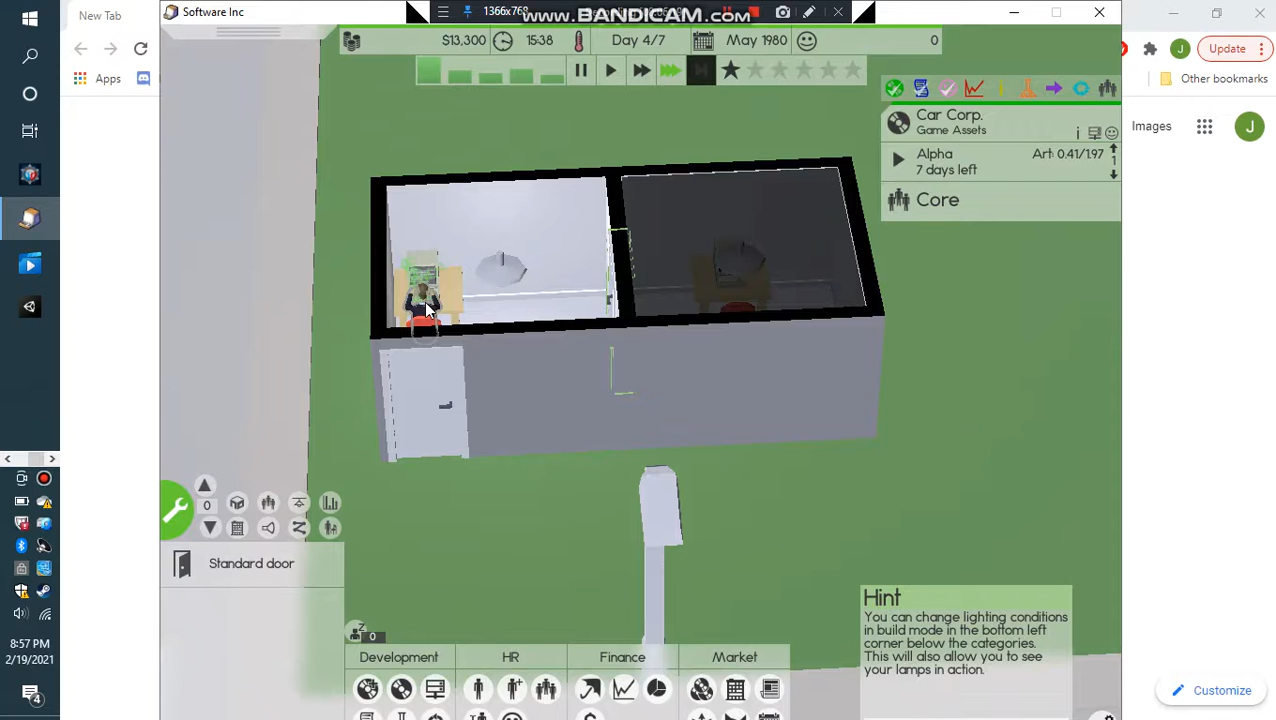 New Tab
Software Inc
1366x768
www.BANDICAM.com
Update
Apps
Other bookmarks
Images
J
J
$13,300
15:38
Day 4/7
May 1980
0
Car Corp.
Game Assets
Alpha
7 days left
Art: 0.41/1.97
1
Core
0
Standard door
Hint
You can change lighting conditions
in build mode in the bottom left
corner below the categories.
This will also allow you to see
your lamps in action.
z
0
Development
HR
Finance
Market
8:57 PM
2/19/2021
4
Customize